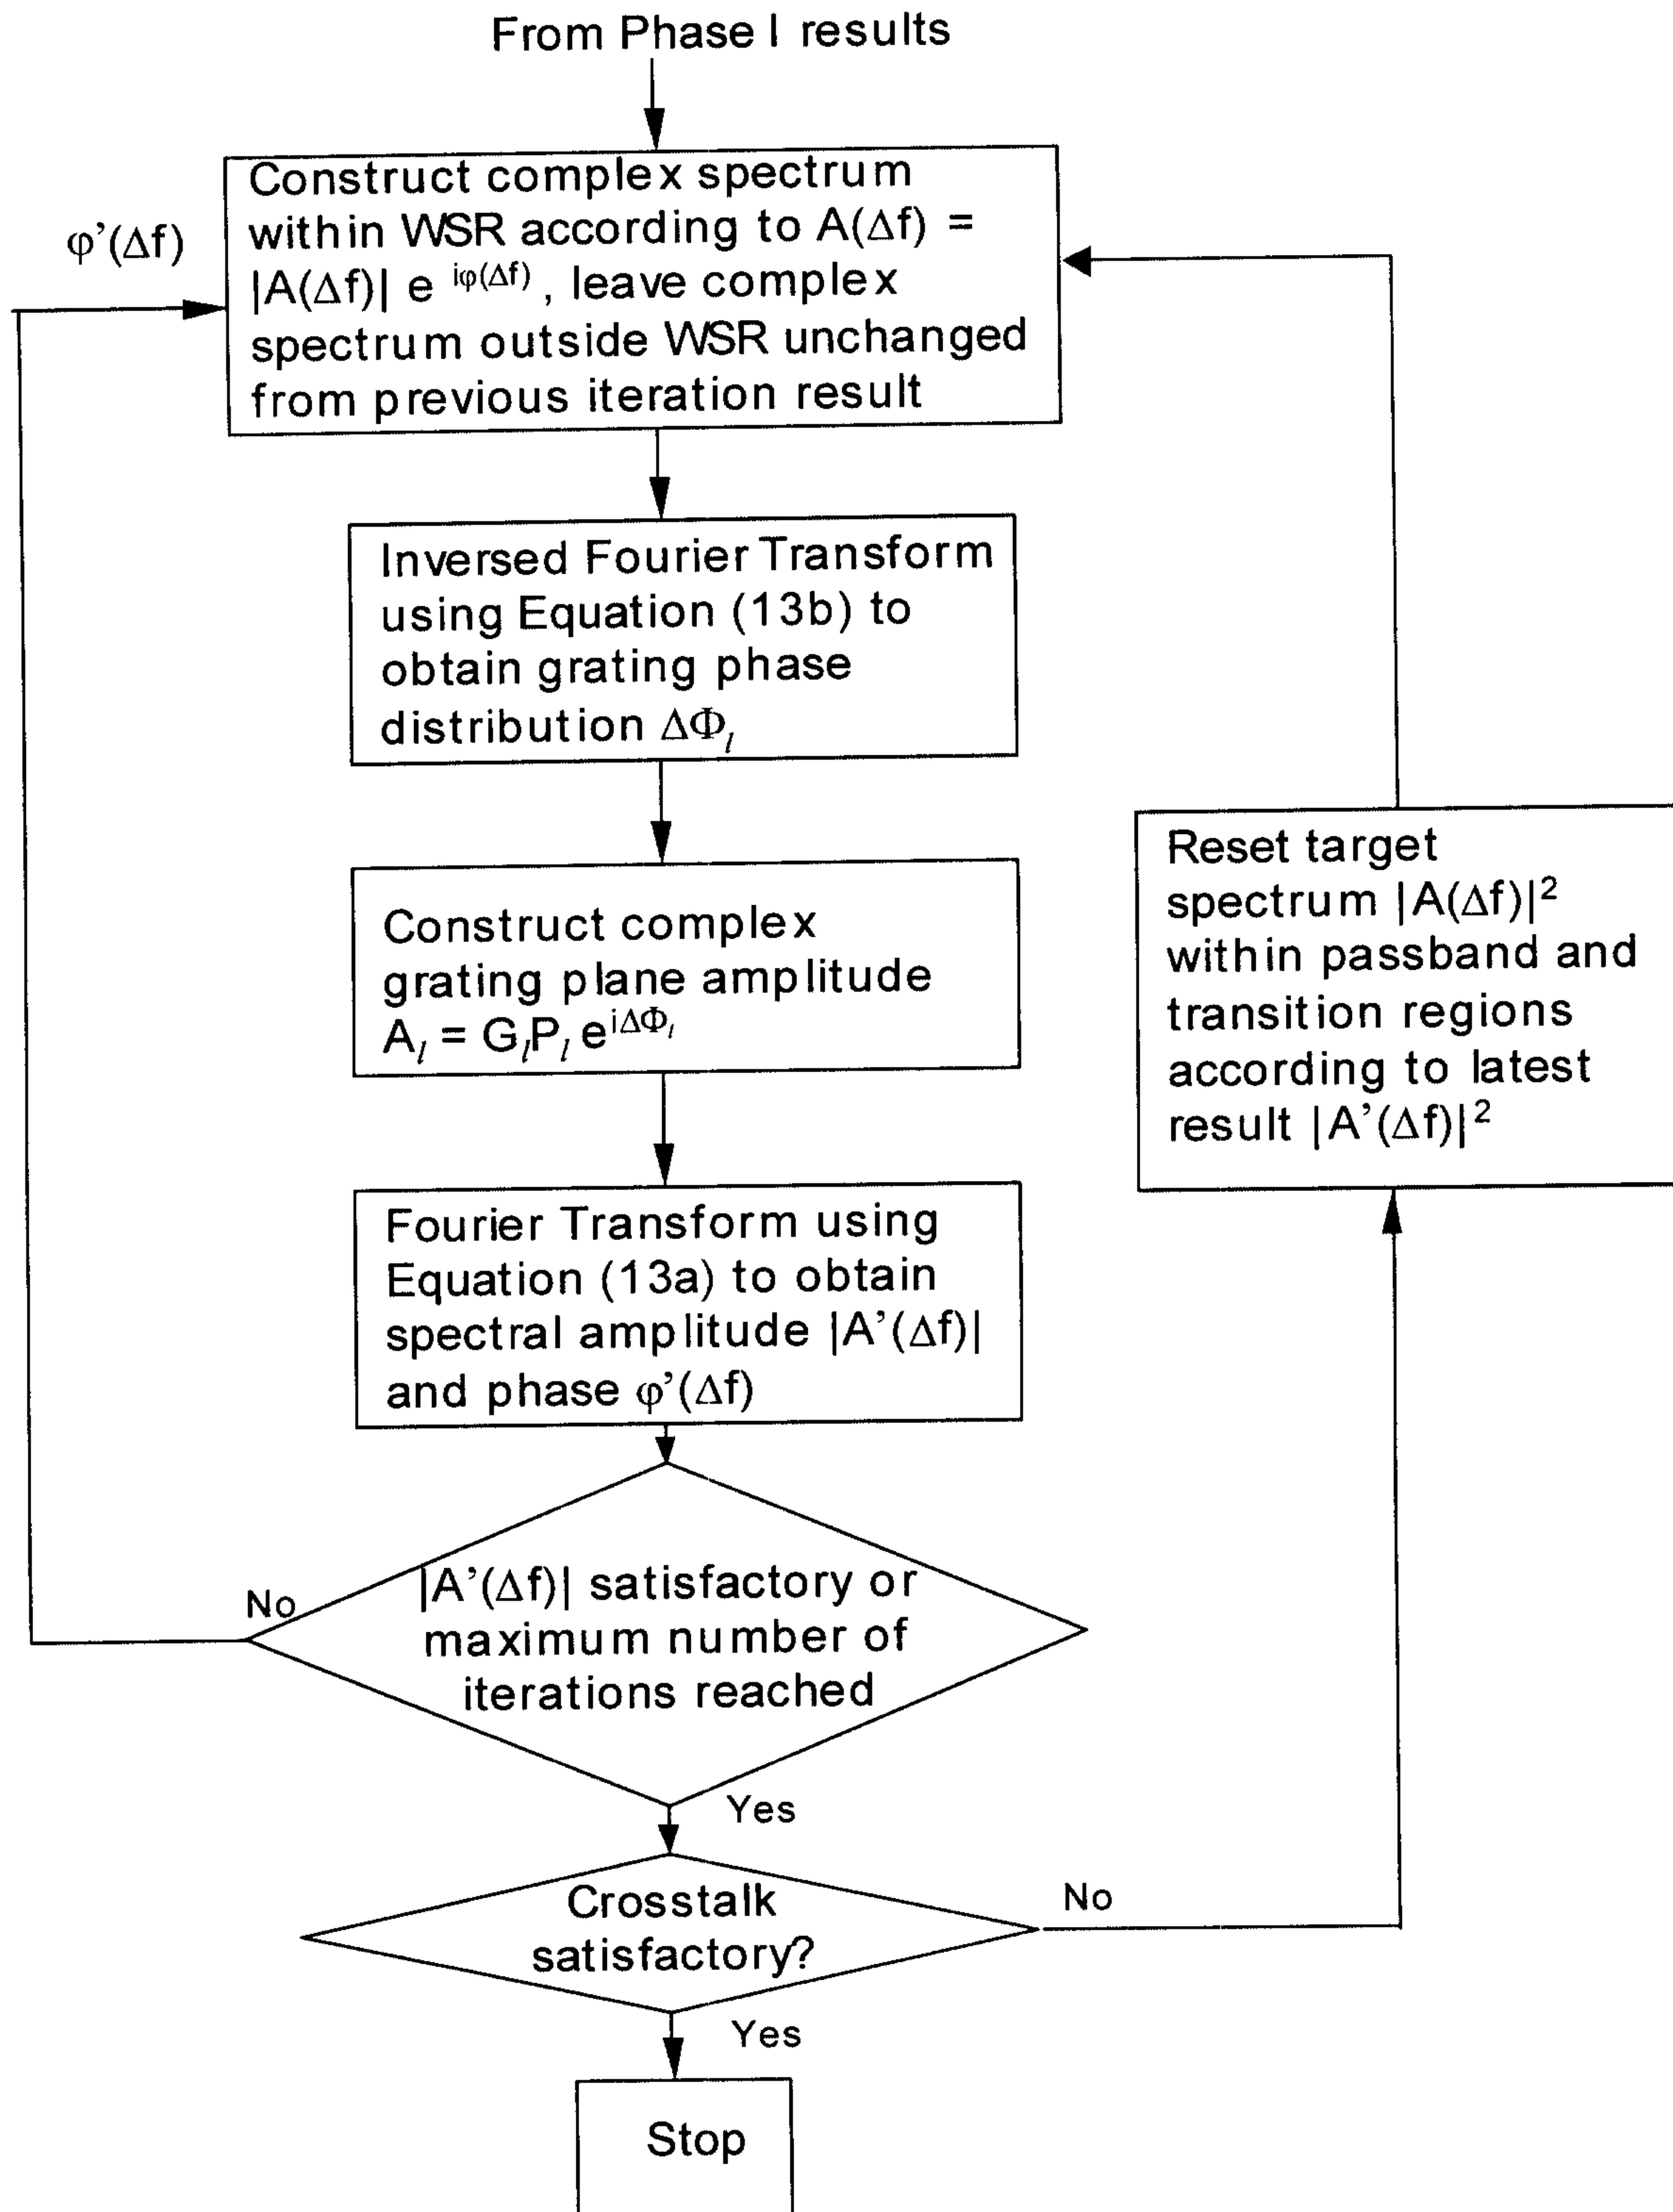 From Phase I results
Construct complex spectrum
within WSR according to A(Δf) =
|A(Δf)| e iφ(Δf) , leave complex
spectrum outside WSR unchanged
from previous iteration result
φ’(Δf)
Inversed Fourier Transform
using Equation (13b) to
obtain grating phase
distribution ΔΦl
Construct complex
grating plane amplitude
Al = GlPl eiΔΦl
Fourier Transform using
Equation (13a) to obtain
spectral amplitude |A’(Δf)|
and phase φ’(Δf)
Reset target
spectrum |A(Δf)|²
within passband and
transition regions
according to latest
result |A’(Δf)|²
No
|A’(Δf)| satisfactory or
maximum number of
iterations reached
Yes
Crosstalk
satisfactory?
No
Yes
Stop